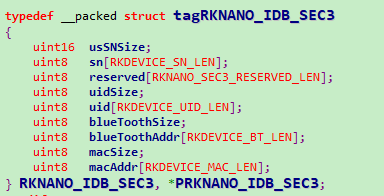 typedef __packed struct tagRKNANO_IDB_SEC3
{
uint16 usSNSize;
uint8 sn[RKDEVICE_SN_LEN];
uint8 reserved[RKNANO_SEC3_RESERVED_LEN];
uint8 uidSize;
uint8 uid[RKDEVICE_UID_LEN];
uint8 blueToothSize;
uint8 blueToothAddr[RKDEVICE_BT_LEN];
uint8 macSize;
uint8 macAddr[RKDEVICE_MAC_LEN];
} RKNANO_IDB_SEC3, *PRKNANO_IDB_SEC3;